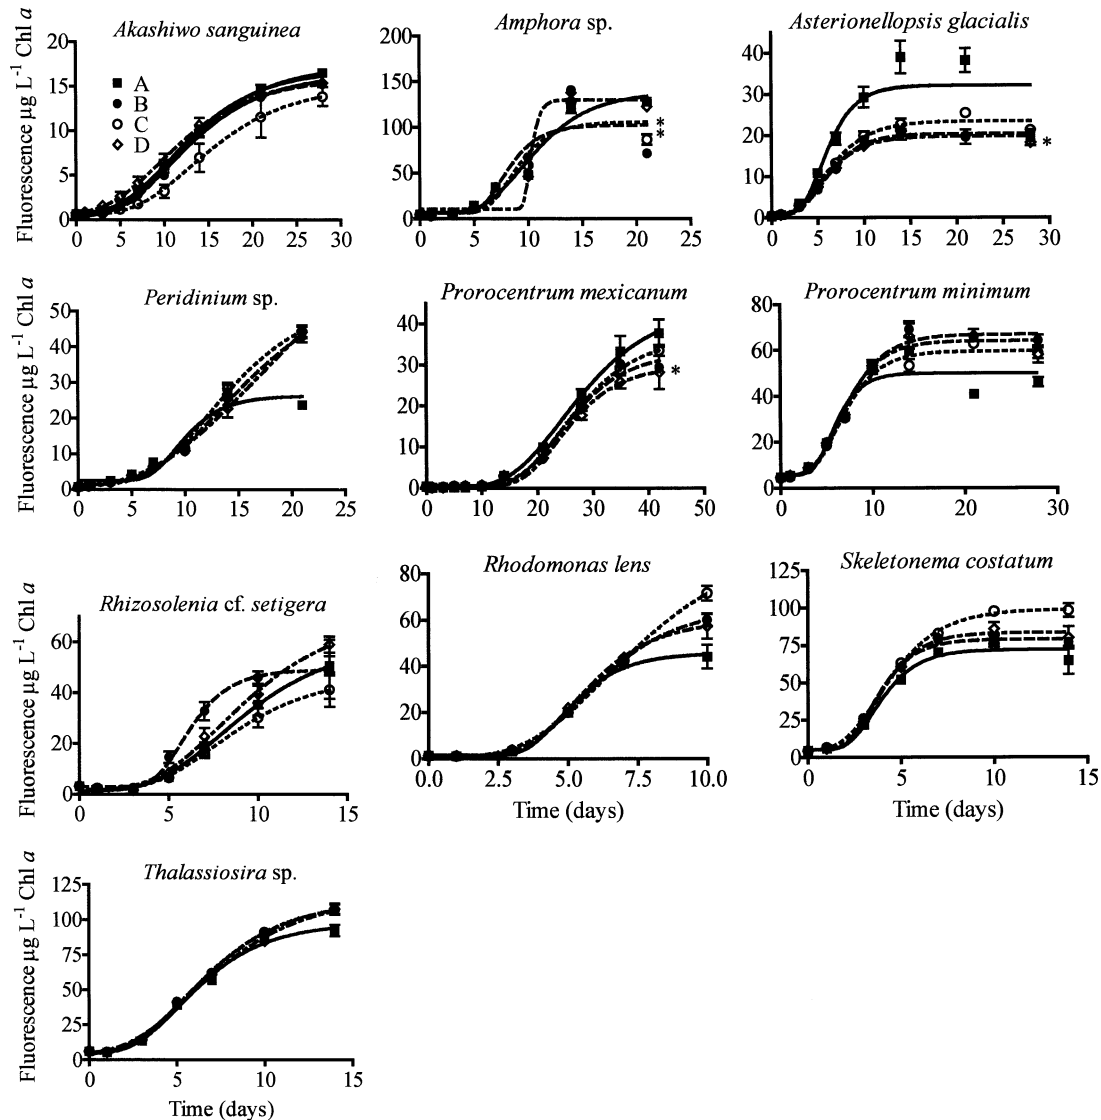 Akashiwo sanguinea
Amphora sp.
Asterionellopsis glacialis
Fluorescence µg L⁻¹ Chl a
20
15
10
5
0
A
B
C
D
0 5 10 15 20 25 30
200
150
100
50
0
*
*
0 5 10 15 20 25
40
30
20
10
0
*
0 5 10 15 20 25 30
Peridinium sp.
Prorocentrum mexicanum
Prorocentrum minimum
Fluorescence µg L⁻¹ Chl a
50
40
30
20
10
0
0 5 10 15 20 25
40
30
20
10
0
*
0 10 20 30 40 50
80
60
40
20
0
0 10 20 30
Rhizosolenia cf. setigera
Rhodomonas lens
Skeletonema costatum
Fluorescence µg L⁻¹ Chl a
60
40
20
0
0 5 10 15
80
60
40
20
0
0.0 2.5 5.0 7.5 10.0
Time (days)
125
100
75
50
25
0
0 5 10 15
Time (days)
Thalassiosira sp.
Fluorescence µg L⁻¹ Chl a
125
100
75
50
25
0
0 5 10 15
Time (days)